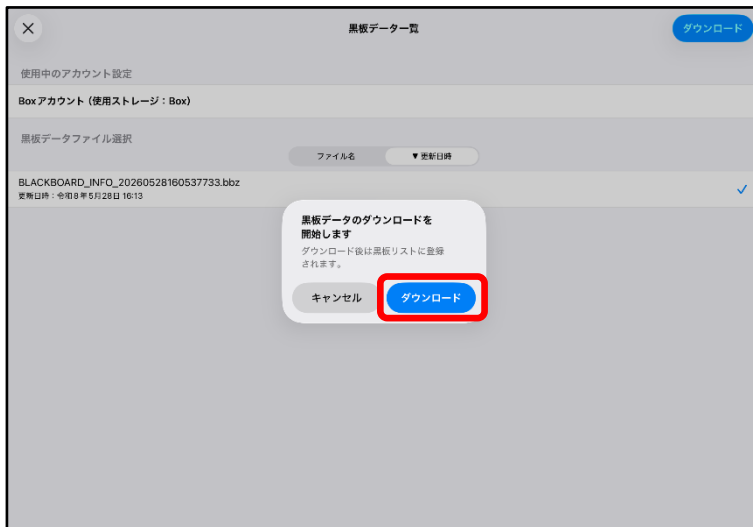 黒板データ一覧
ダウンロード
使用中のアカウント設定
Boxアカウント（使用ストレージ：Box）
黒板データファイル選択
ファイル名
▼更新日時
BLACKBOARD_INFO_20260528160537733.bbz
更新日時：令和8年5月28日 16:13
黒板データのダウンロードを
開始します
ダウンロード後は黒板リストに登録
されます。
キャンセル
ダウンロード